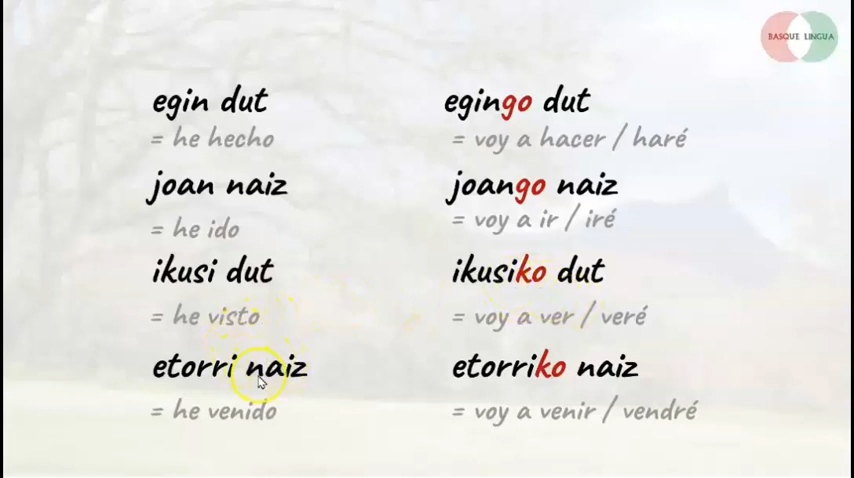 BASQUE LINGUA
egin dut
egingo dut
= he hecho
= voy a hacer / haré
joan naiz
joango naiz
= he ido
= voy a ir / iré
ikusi dut
ikusiko dut
= he visto
= voy a ver / veré
etorri naiz
etorriko naiz
= he venido
= voy a venir / vendré